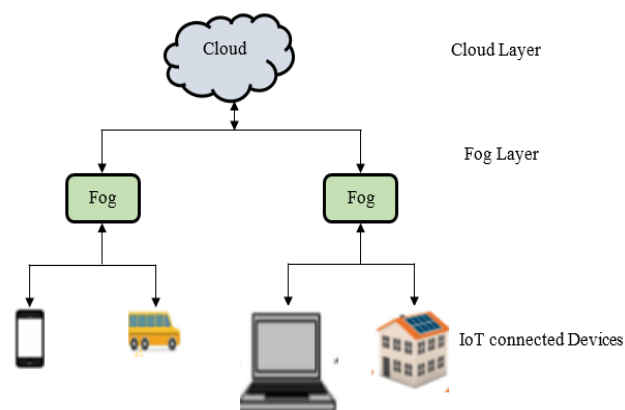 Cloud
Cloud Layer
Fog Layer
Fog
Fog
IoT connected Devices